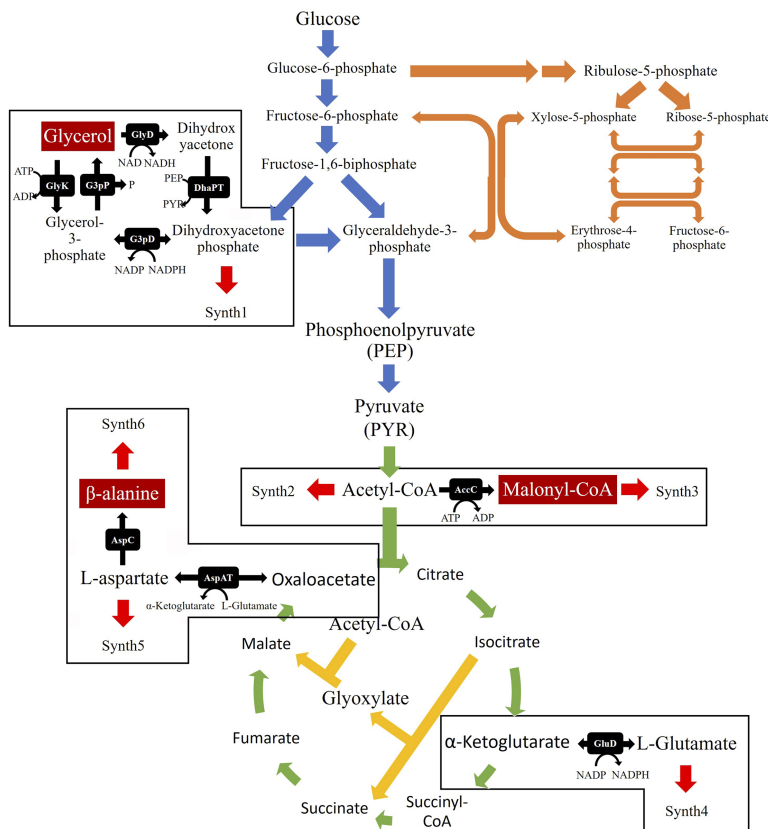 Glucose
Glucose-6-phosphate
Ribulose-5-phosphate
Fructose-6-phosphate
Xylose-5-phosphate
Ribose-5-phosphate
Glycerol
GlyD
Dihydrox
yacetone
NAD NADH
Fructose-1,6-biphosphate
ATP
GlyK
ADP
G3pP
P
PEP
DhaPT
PYR
Glycerol-
3-
phosphate
G3pD
NADP NADPH
Dihydroxyacetone
phosphate
Glyceraldehyde-3-
phosphate
Erythrose-4-
phosphate
Fructose-6-
phosphate
Synth1
Phosphoenolpyruvate
(PEP)
Pyruvate
(PYR)
Synth6
β-alanine
AspC
Synth2
Acetyl-CoA
AccC
ATP ADP
Malonyl-CoA
Synth3
L-aspartate
AspAT
α-Ketoglutarate L-Glutamate
Oxaloacetate
Citrate
Synth5
Acetyl-CoA
Malate
Isocitrate
Glyoxylate
Fumarate
α-Ketoglutarate
GluD
NADP NADPH
L-Glutamate
Succinate
Succinyl-
CoA
Synth4